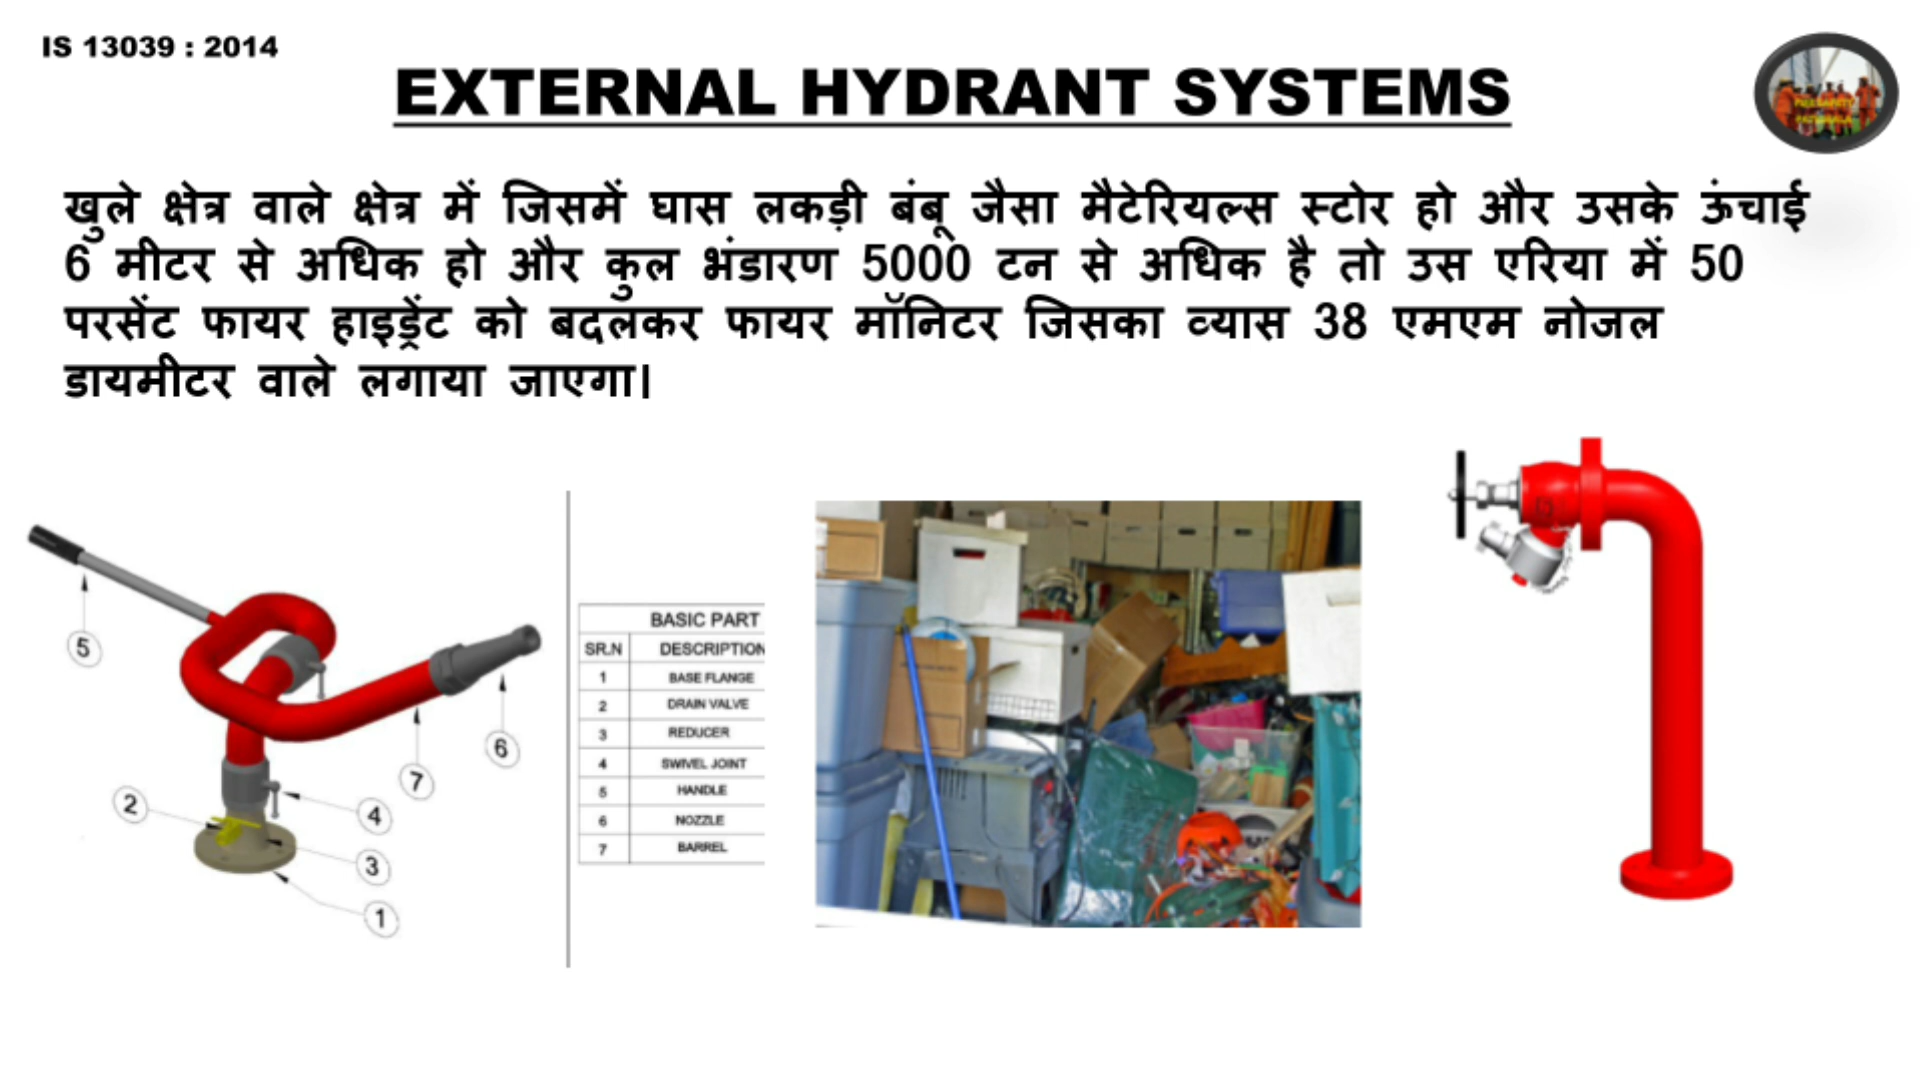 IS 13039 : 2014
EXTERNAL HYDRANT SYSTEMS
खुले क्षेत्र वाले क्षेत्र में जिसमें घास लकड़ी बंबू जैसा मैटेरियल्स स्टोर हो और उसके ऊंचाई
6 मीटर से अधिक हो और कुल भंडारण 5000 टन से अधिक है तो उस एरिया में 50
परसेंट फायर हाइड्रेंट को बदलकर फायर मॉनिटर जिसका व्यास 38 एमएम नोजल
डायमीटर वाले लगाया जाएगा।
5
6
7
2
4
3
1
BASIC PART
SR.N DESCRIPTION
1 BASE FLANGE
2 DRAIN VALVE
3 REDUCER
4 SWIVEL JOINT
5 HANDLE
6 NOZZLE
7 BARREL